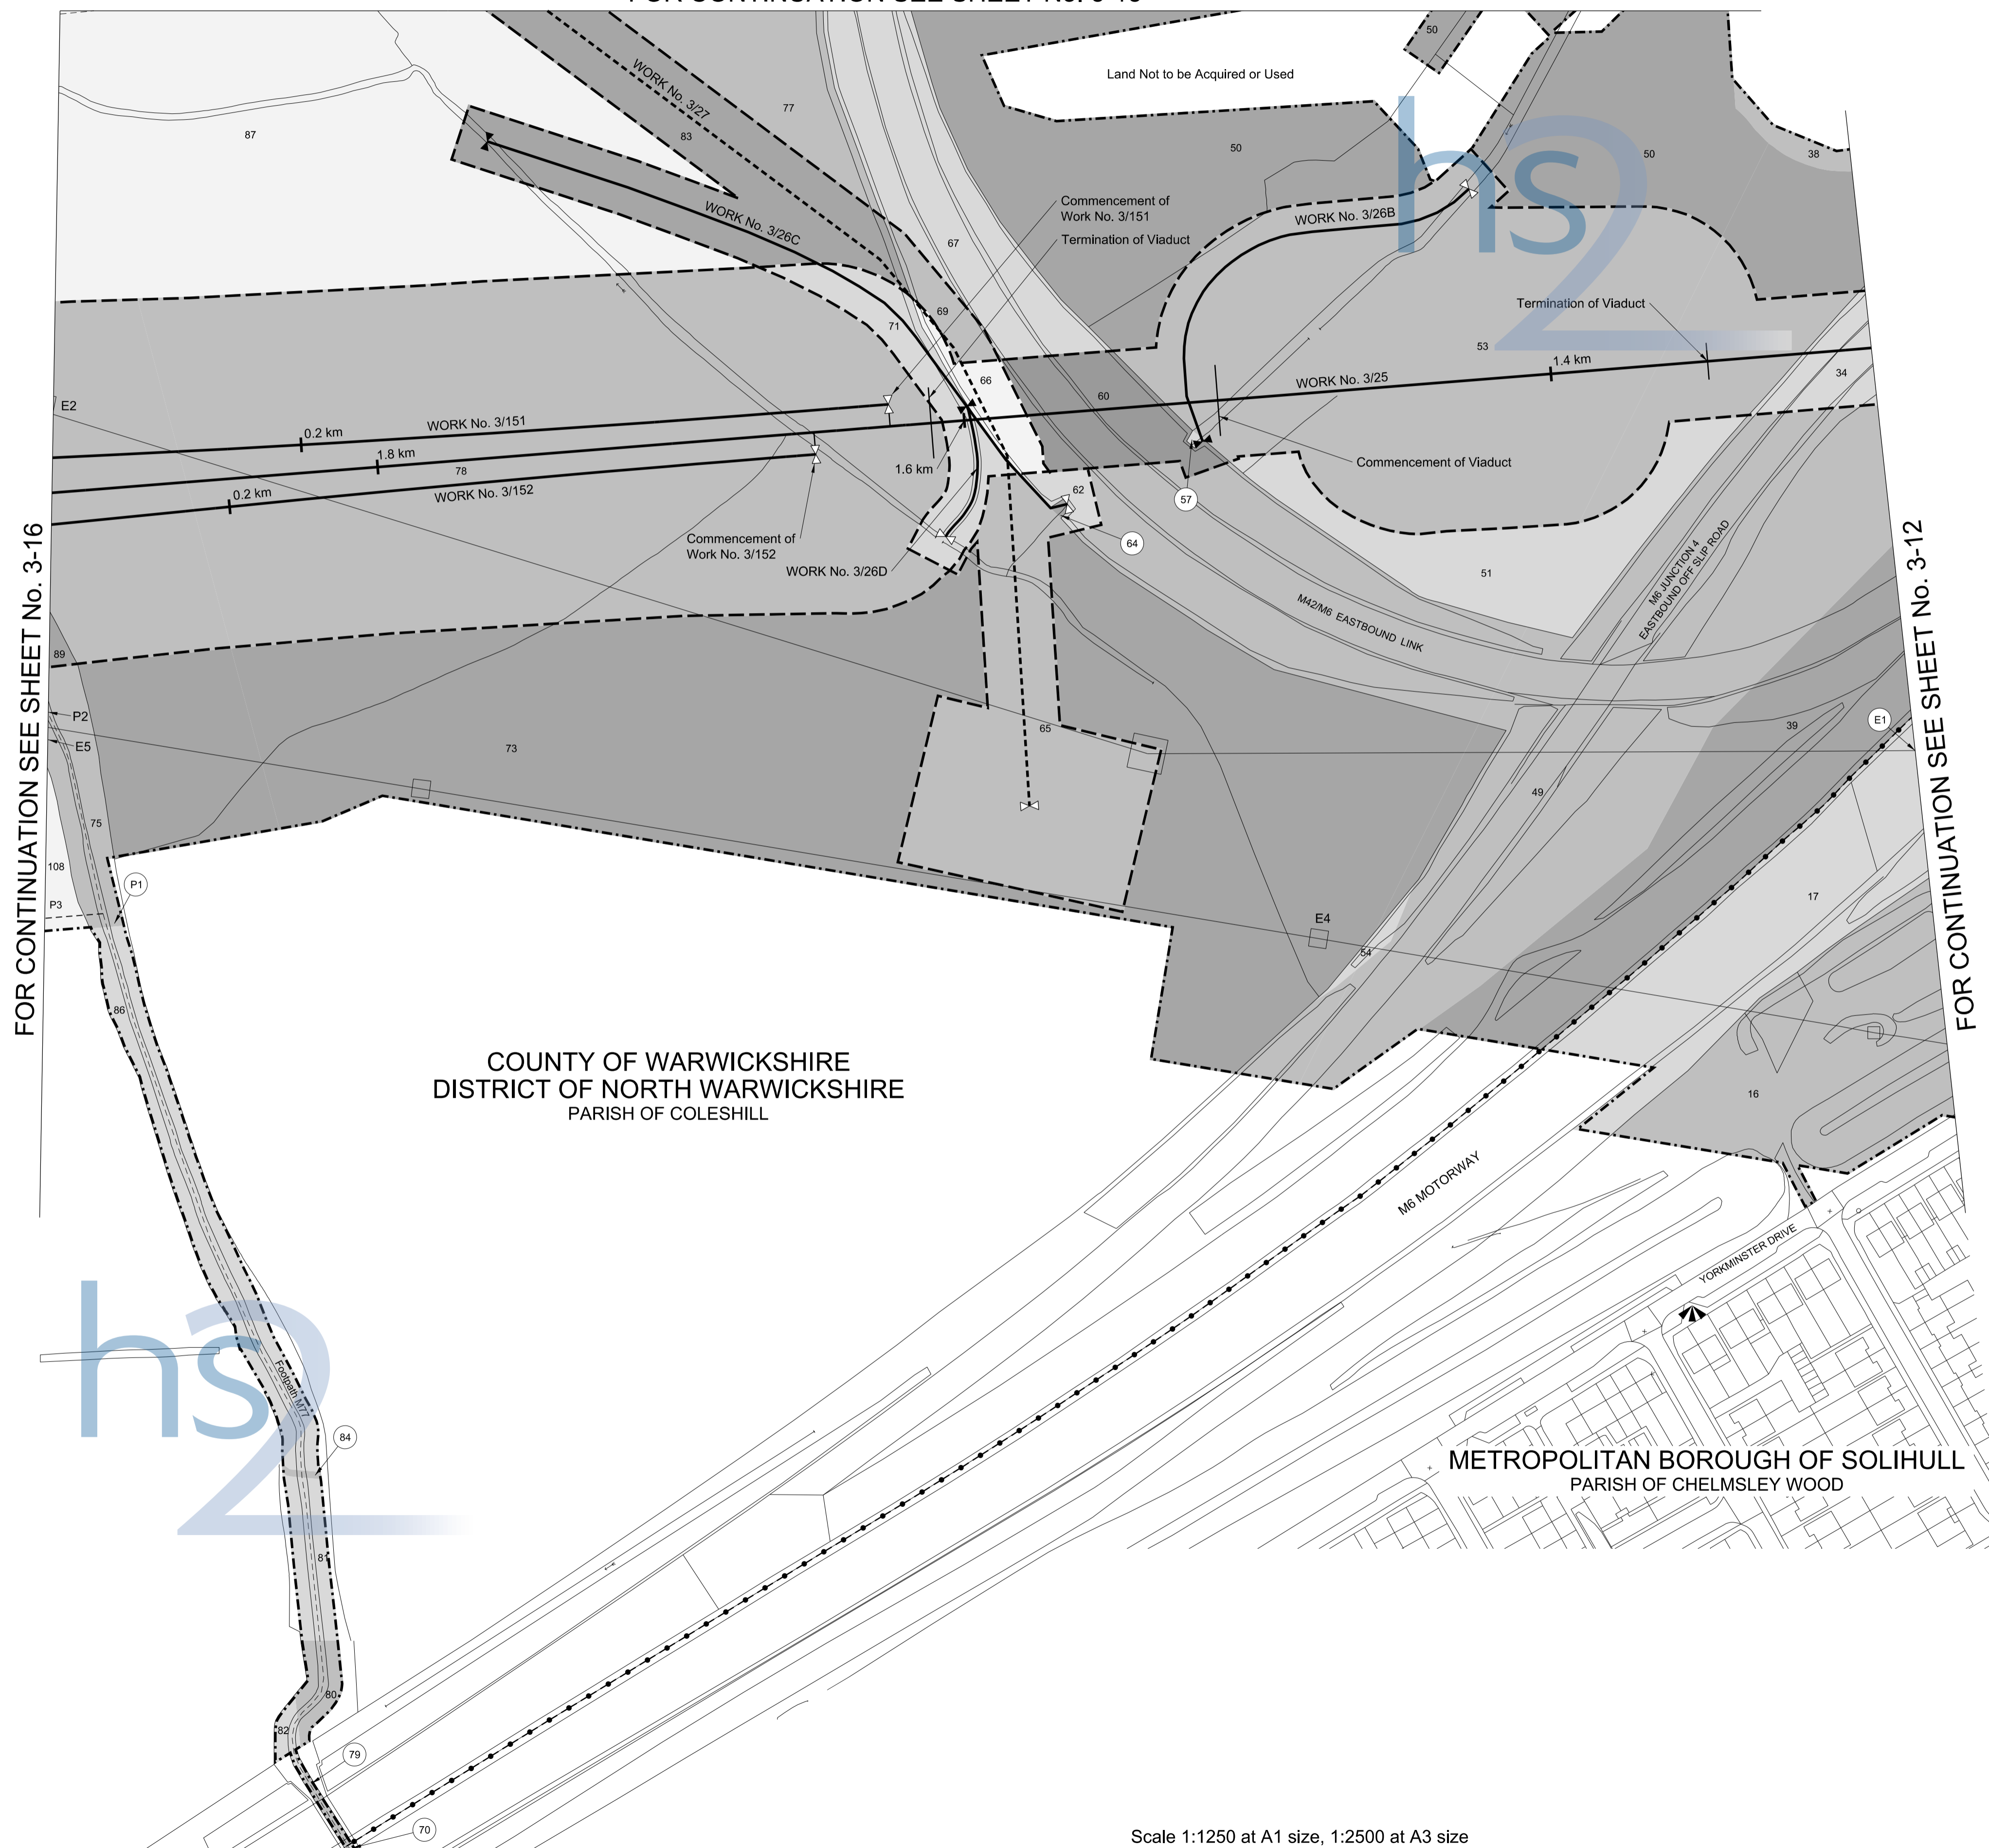 Land Not to be Acquired or Used
50
50
50
38
87
83
77
WORK No. 3/27
WORK No. 3/26C
WORK No. 3/26B
Commencement of
Work No. 3/151
Termination of Viaduct
67
69
71
66
60
53
Termination of Viaduct
1.4 km
34
WORK No. 3/25
E2
0.2 km
WORK No. 3/151
1.8 km
78
0.2 km
WORK No. 3/152
1.6 km
Commencement of Viaduct
57
62
64
Commencement of
Work No. 3/152
WORK No. 3/26D
51
M6 JUNCTION 4
EASTBOUND OFF SLIP ROAD
M42/M6 EASTBOUND LINK
FOR CONTINUATION SEE SHEET No. 3-16
FOR CONTINUATION SEE SHEET No. 3-12
89
P2
E5
73
65
39
E1
49
75
108
P1
P3
17
E4
54
86
16
COUNTY OF WARWICKSHIRE
DISTRICT OF NORTH WARWICKSHIRE
PARISH OF COLESHILL
M6 MOTORWAY
YORKMINSTER DRIVE
hs2
hs2
Footpath M77
84
METROPOLITAN BOROUGH OF SOLIHULL
PARISH OF CHELMSLEY WOOD
81
80
82
79
70
Scale 1:1250 at A1 size, 1:2500 at A3 size